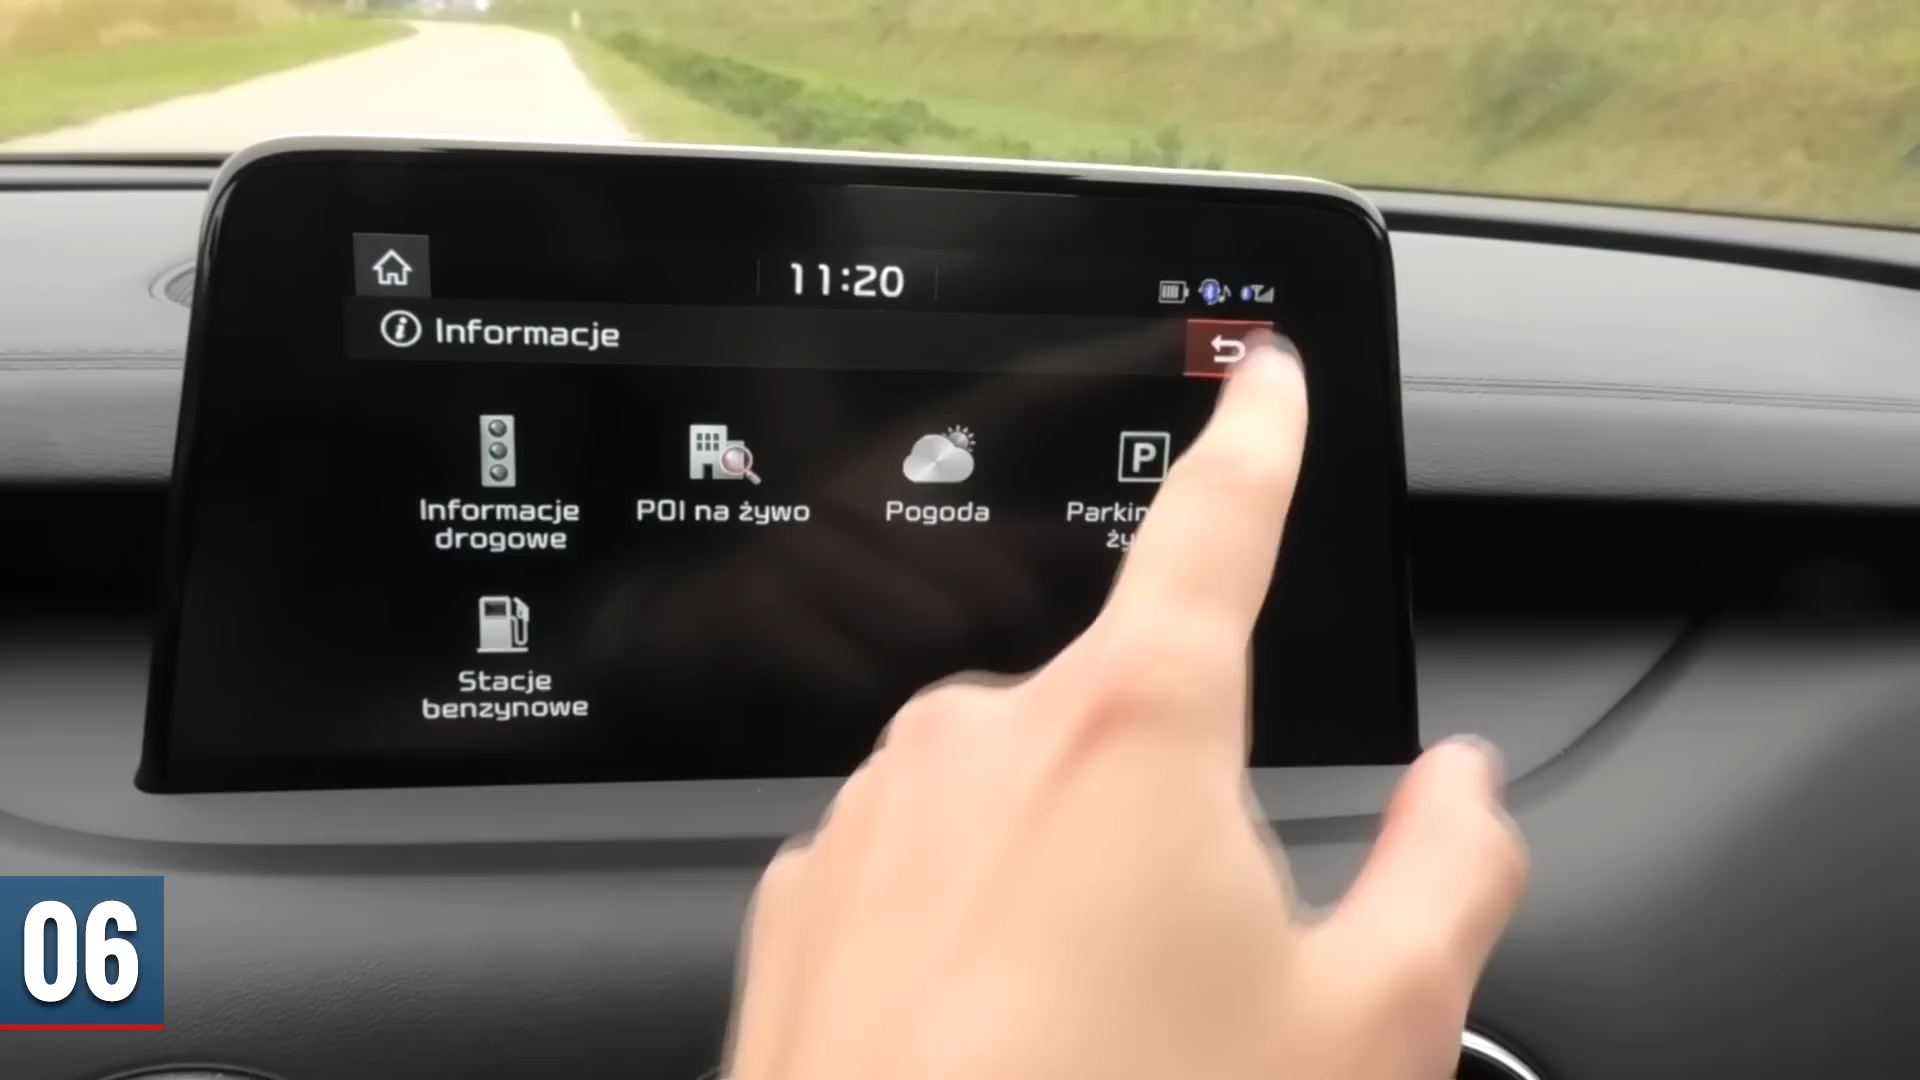 11:20
Informacje
Informacje
drogowe
POI na żywo
Pogoda
P
Stacje
benzynowe
06